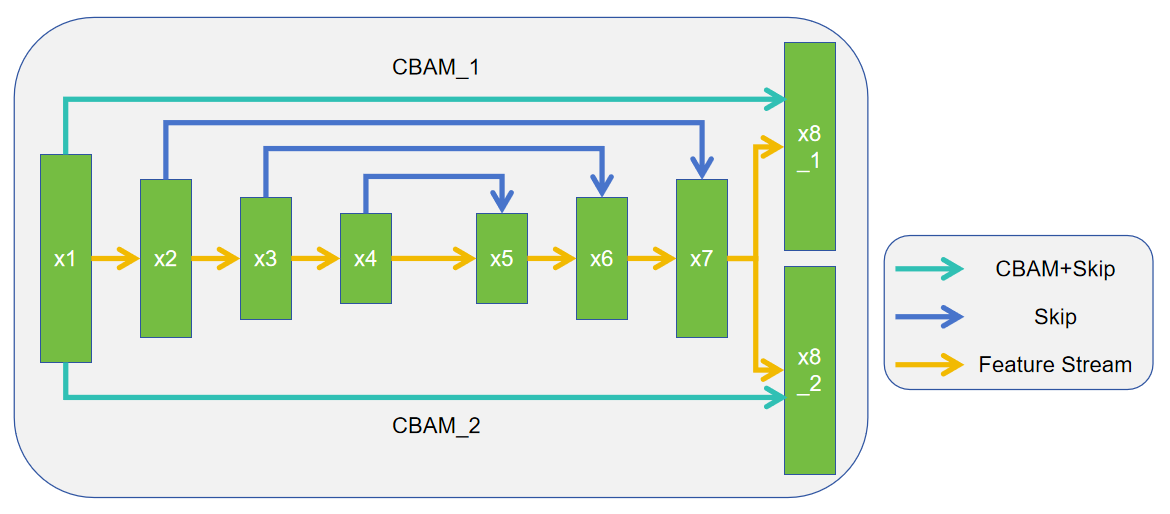 CBAM_1
x1
x2
x3
x4
x5
x6
x7
x8
_1
x8
_2
CBAM_2
CBAM+Skip
Skip
Feature Stream